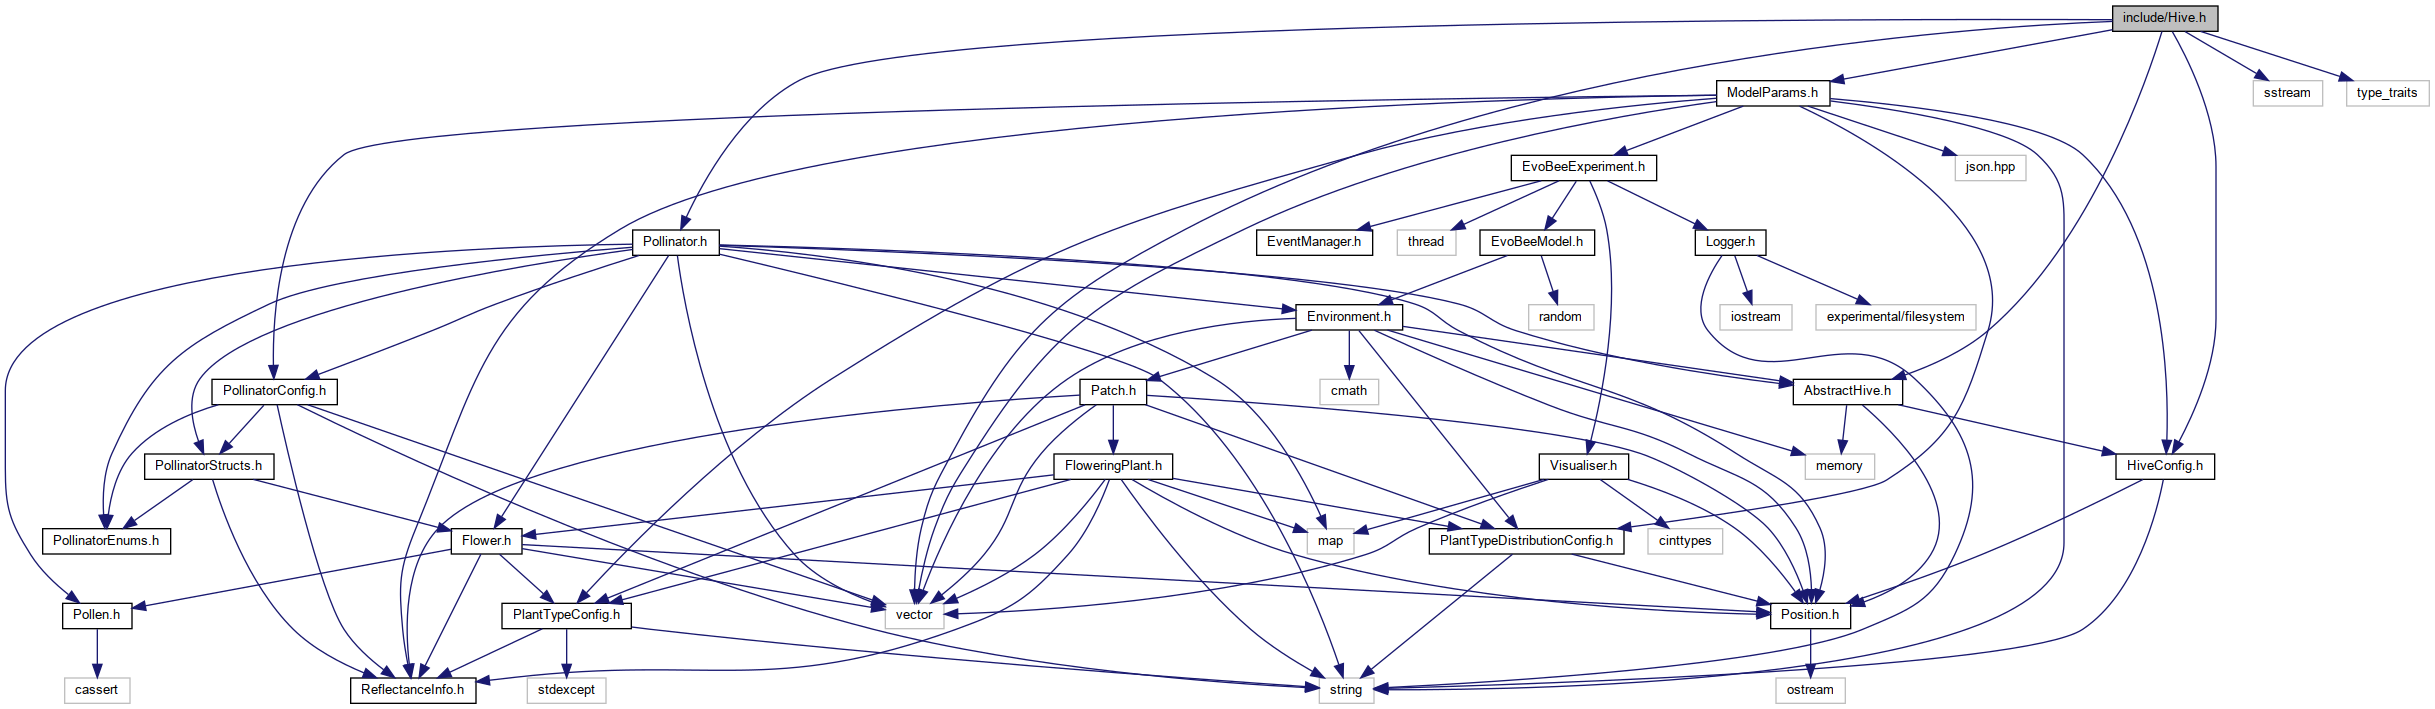 include/Hive.h
ModelParams.h
sstream
type_traits
EvoBeeExperiment.h
json.hpp
Pollinator.h
EventManager.h
thread
EvoBeeModel.h
Logger.h
Environment.h
random
iostream
experimental/filesystem
PollinatorConfig.h
Patch.h
cmath
AbstractHive.h
PollinatorStructs.h
FloweringPlant.h
Visualiser.h
memory
HiveConfig.h
PollinatorEnums.h
Flower.h
map
PlantTypeDistributionConfig.h
cinttypes
Pollen.h
PlantTypeConfig.h
vector
Position.h
cassert
ReflectanceInfo.h
stdexcept
string
ostream